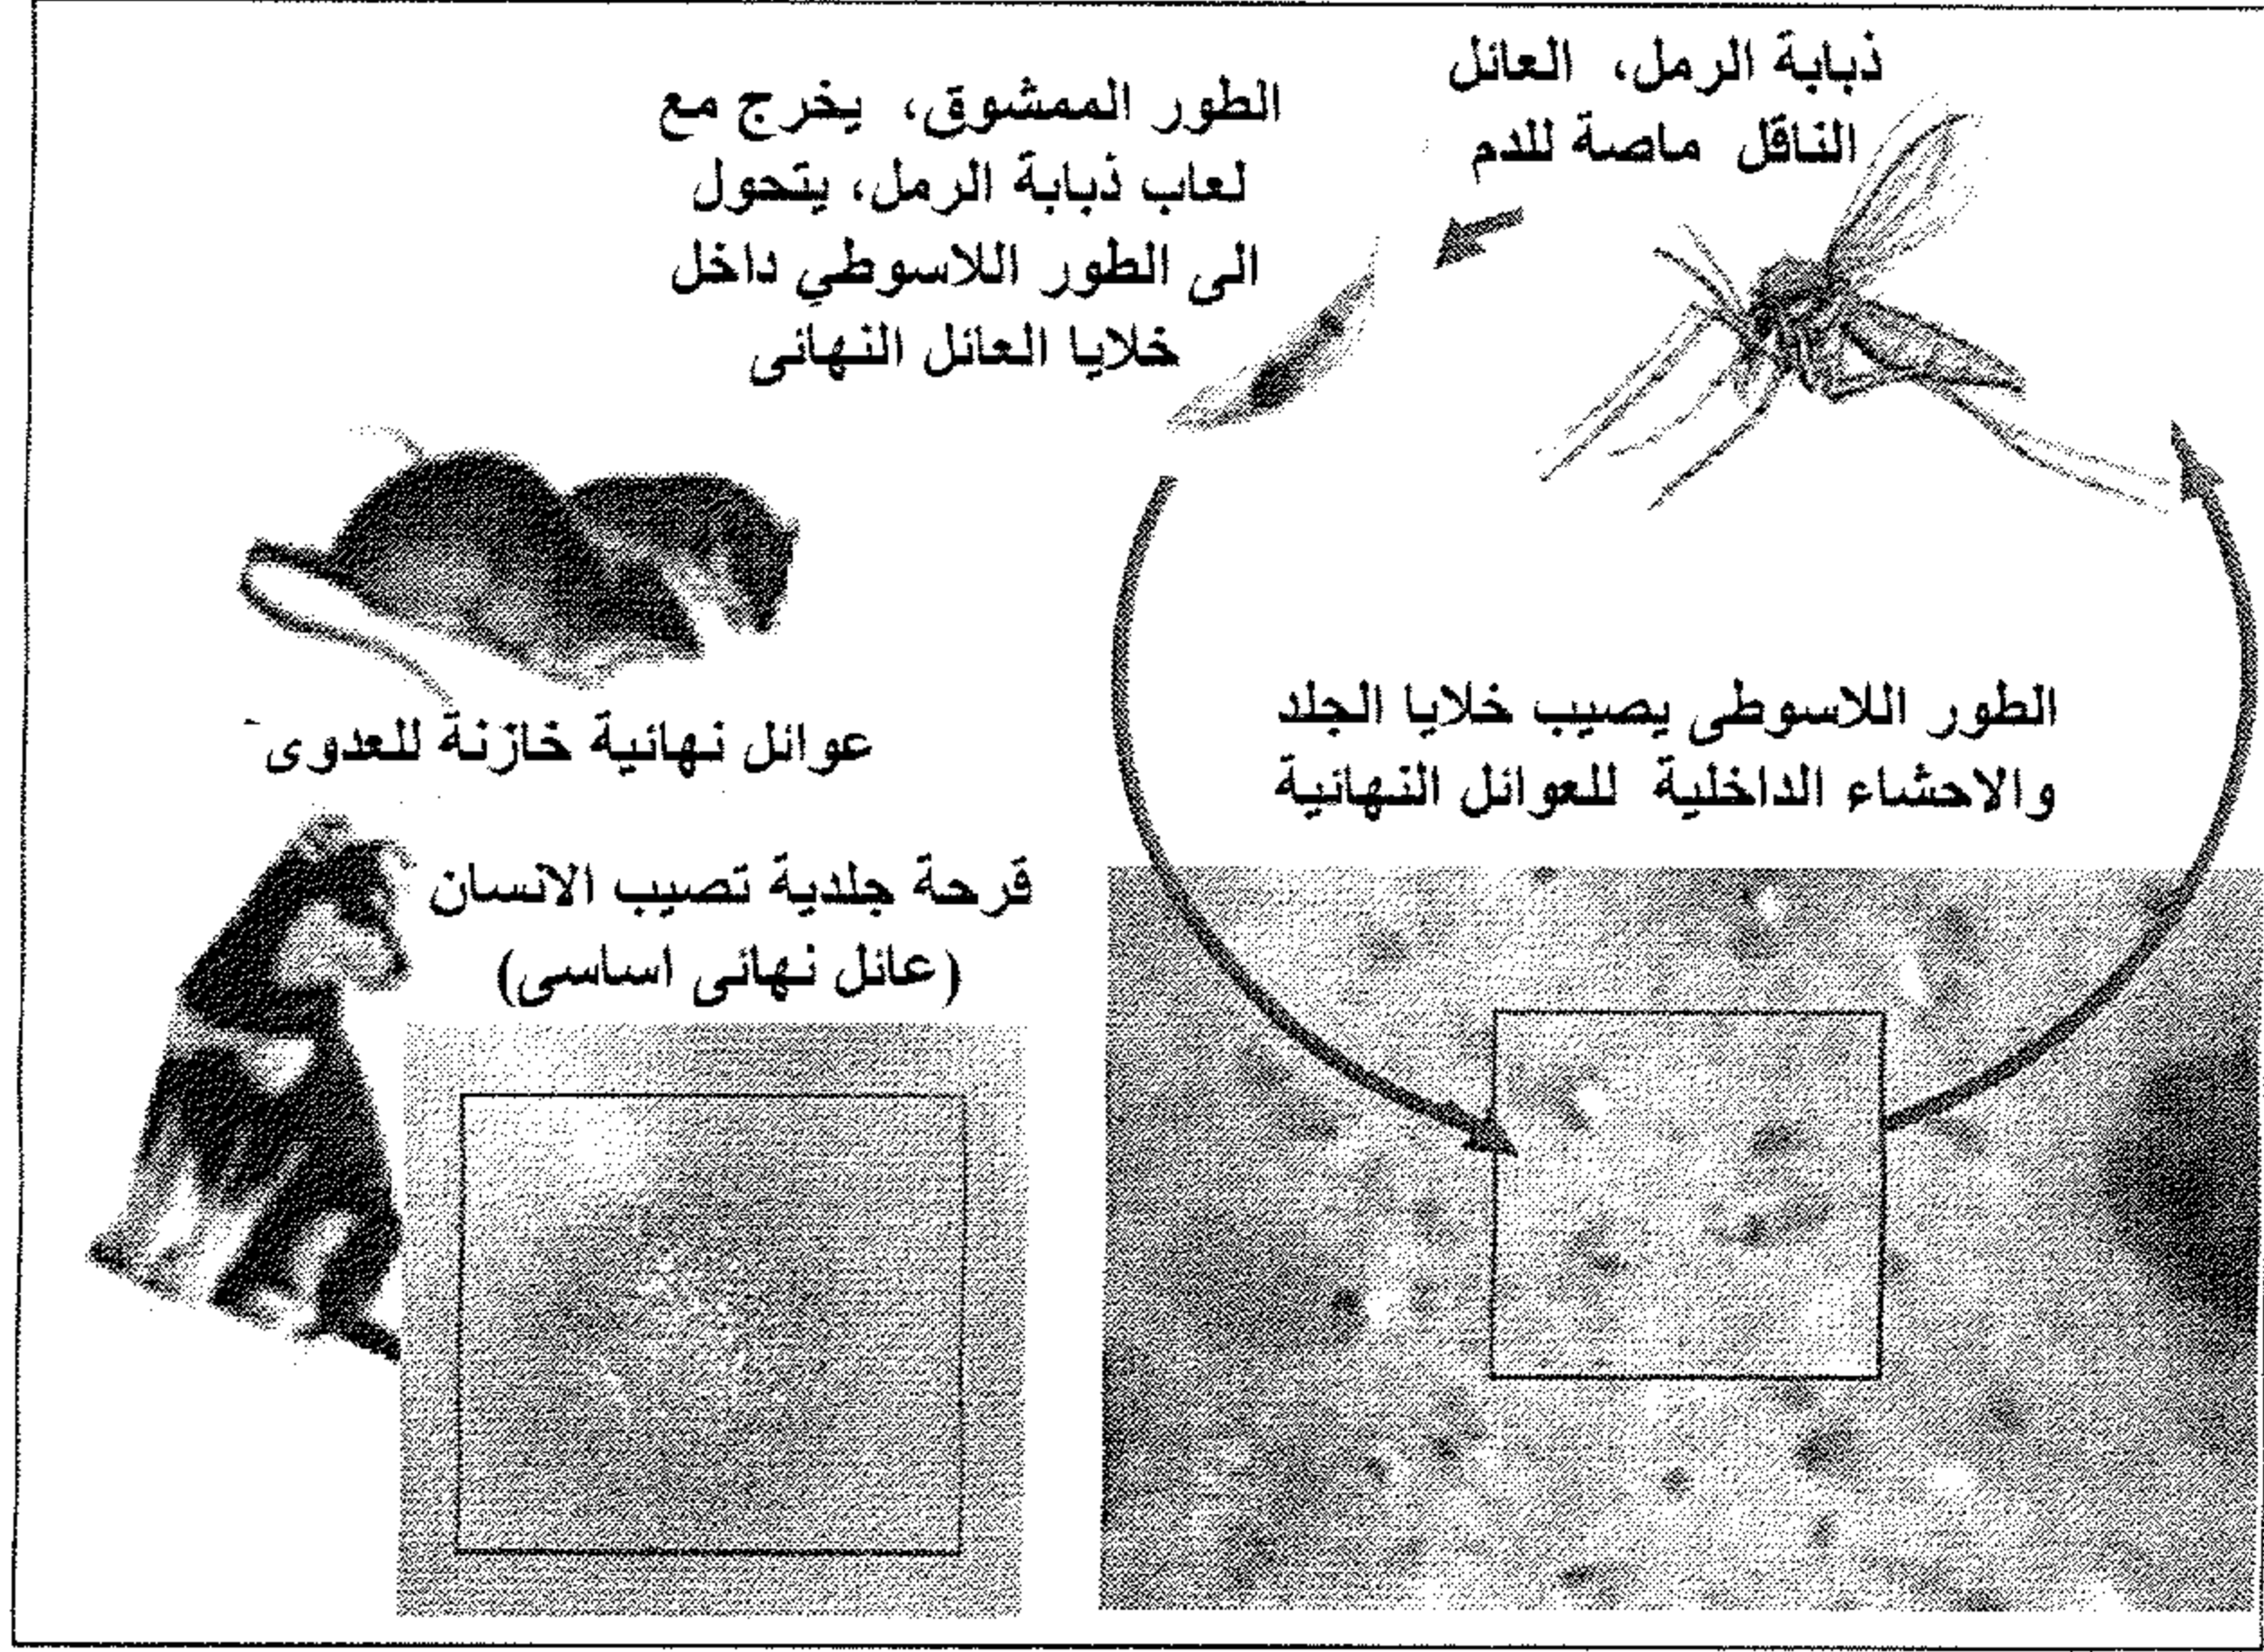 ذبابة الرمل، العائل
الناقل ماصة للدم
الطور الممشوق، يخرج مع
لعاب ذبابة الرمل، يتحول
الى الطور اللاسوطي داخل
خلايا العائل النهائى
الطور اللاسوطى يصيب خلايا الجلد
والاحشاء الداخلية للعوائل النهائية
عوائل نهائية خازنة للعدوى
قرحة جلدية تصيب الانسان
(عائل نهائى اساسى)